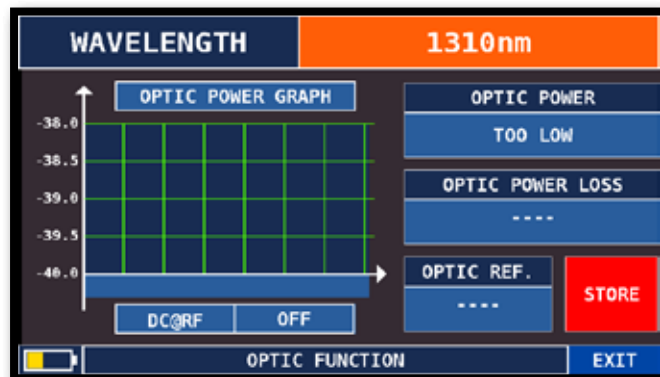 WAVELENGTH
1310nm
OPTIC POWER GRAPH
-38.0
-38.5
-39.0
-39.5
-40.0
DC@RF
OFF
OPTIC POWER
TOO LOW
OPTIC POWER LOSS
----
OPTIC REF.
----
STORE
OPTIC FUNCTION
EXIT